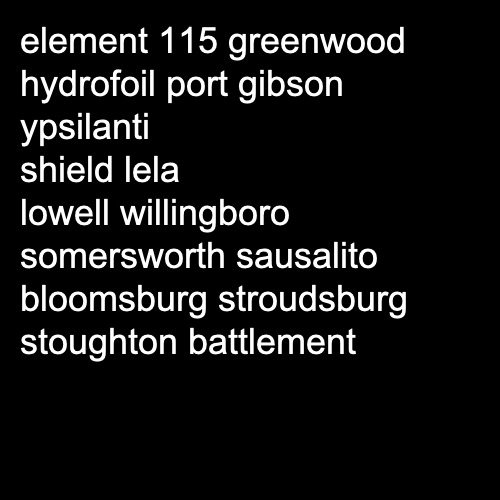 element 115 greenwood
hydrofoil port gibson
ypsilanti
shield lela
lowell willingboro
somersworth sausalito
bloomsburg stroudsburg
stoughton battlement